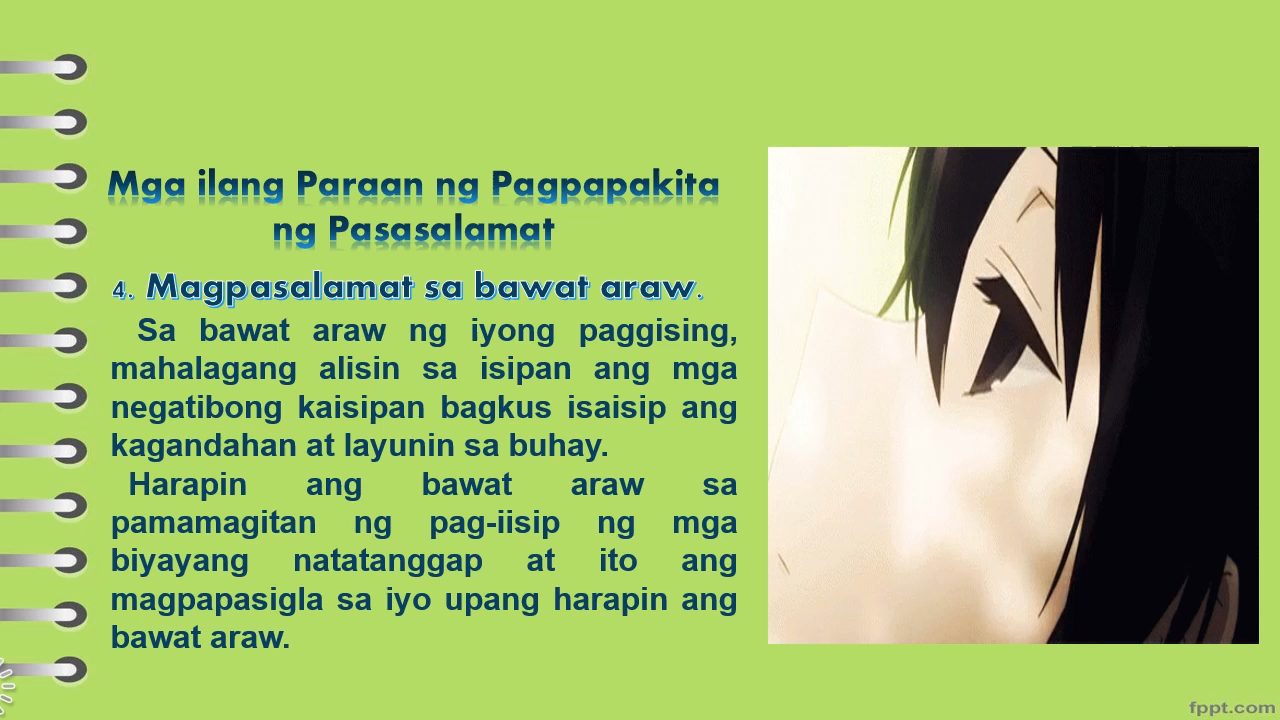 Mga ilang Paraan ng Pagpapakita
ng Pasasalamat
4. Magpasalamat sa bawat araw.
Sa bawat araw ng iyong paggising,
mahalagang alisin sa isipan ang mga
negatibong kaisipan bagkus isaisip ang
kagandahan at layunin sa buhay.
Harapin ang bawat araw sa
pamamagitan ng pag-iisip ng mga
biyayang natatanggap at ito ang
magpapasigla sa iyo upang harapin ang
bawat araw.
fppt.com